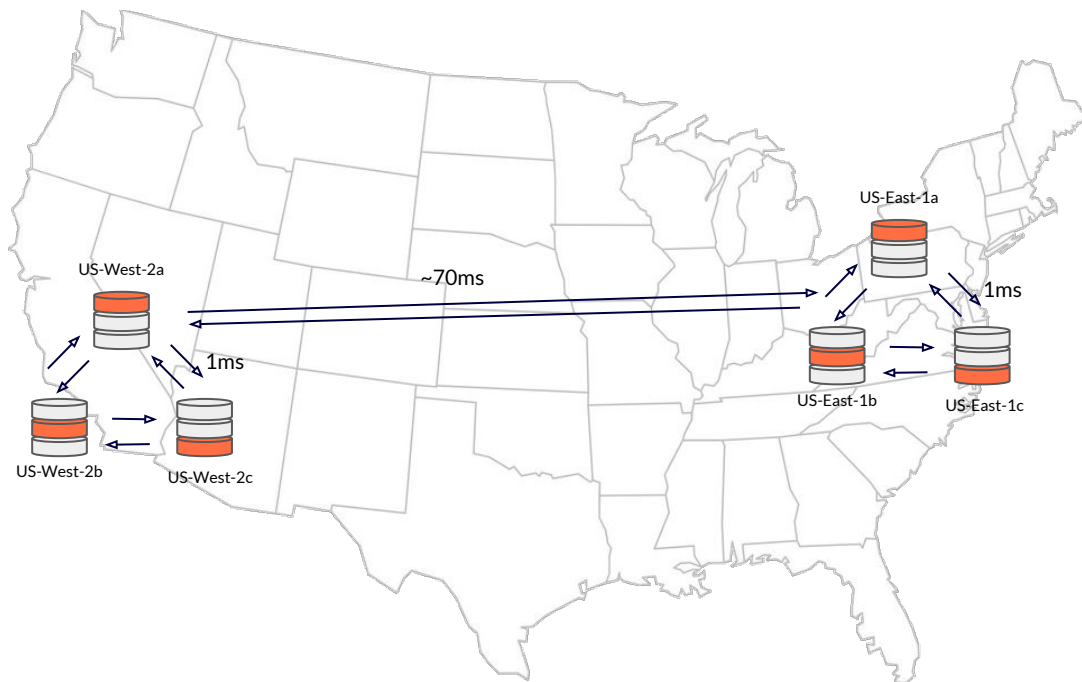 US-East-1a
US-West-2a
~70ms
1ms
1ms
US-East-1b
US-East-1c
US-West-2b
US-West-2c